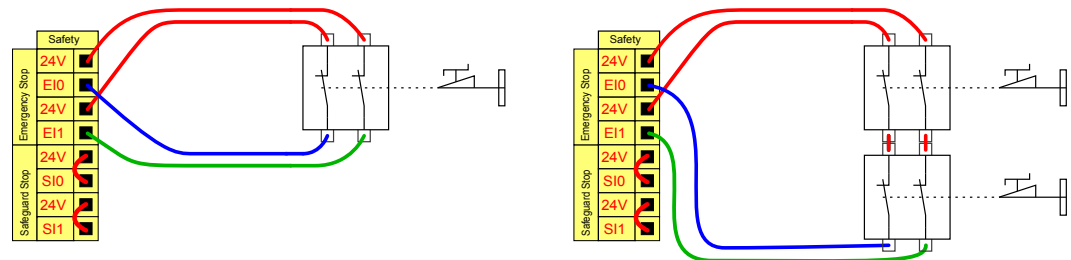 Safety
Emergency Stop
24V
EI0
24V
EI1
Safeguard Stop
24V
SI0
24V
SI1
Safety
Emergency Stop
24V
EI0
24V
EI1
Safeguard Stop
24V
SI0
24V
SI1